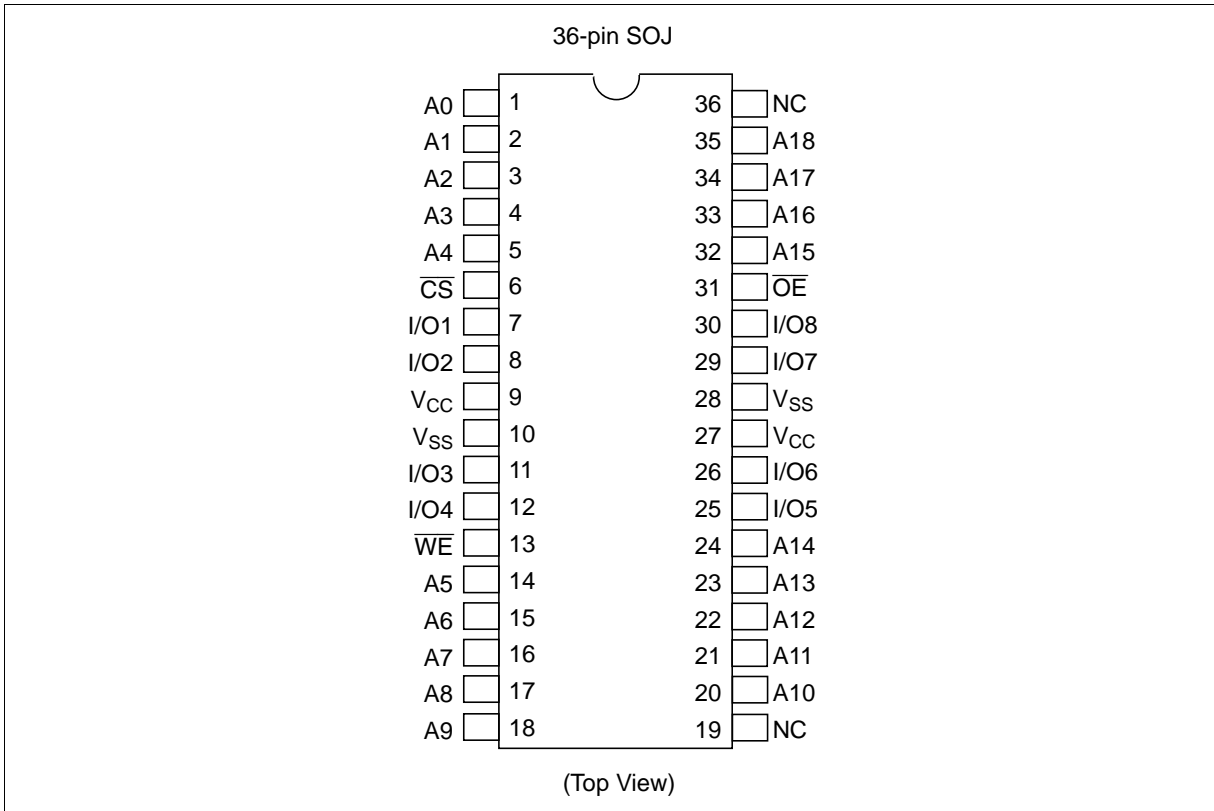 36-pin SOJ
A0 1 36 NC
A1 2 35 A18
A2 3 34 A17
A3 4 33 A16
A4 5 32 A15
C̅S̅ 6 31 O̅E̅
I/O1 7 30 I/O8
I/O2 8 29 I/O7
VCC 9 28 VSS
VSS 10 27 VCC
I/O3 11 26 I/O6
I/O4 12 25 I/O5
W̅E̅ 13 24 A14
A5 14 23 A13
A6 15 22 A12
A7 16 21 A11
A8 17 20 A10
A9 18 19 NC
(Top View)